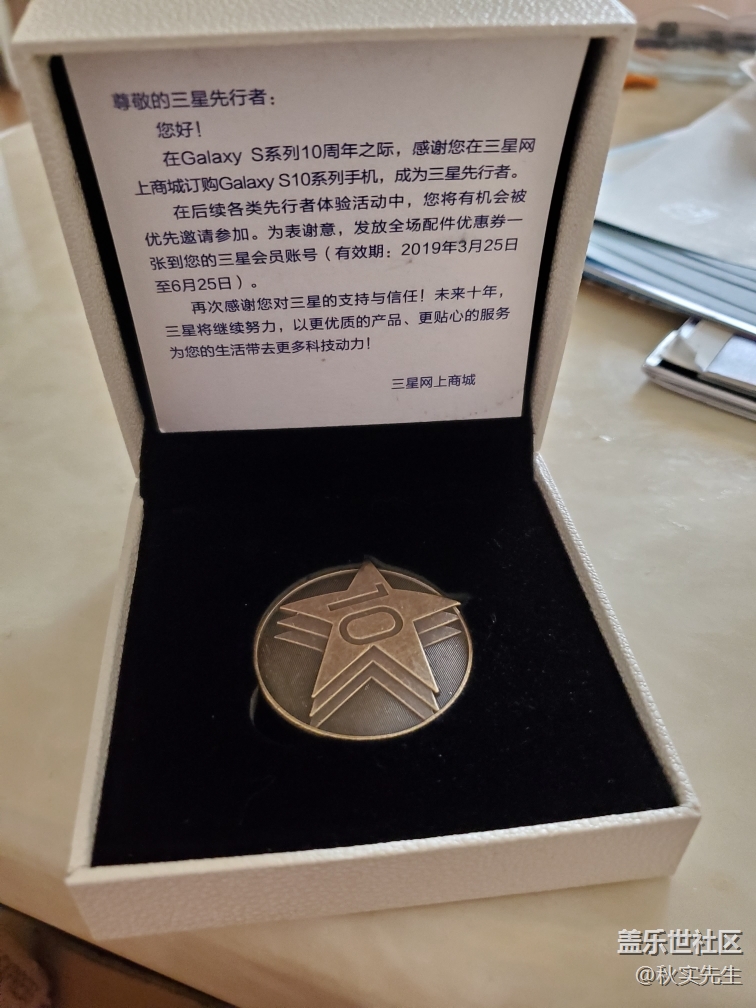 尊敬的三星先行者：
您好！
在Galaxy S系列10周年之际，感谢您在三星网
上商城订购Galaxy S10系列手机，成为三星先行者。
在后续各类先行者体验活动中，您将有机会被
优先邀请参加。为表谢意，发放全场配件优惠券一
张到您的三星会员账号（有效期：2019年3月25日
至6月25日）。
再次感谢您对三星的支持与信任！未来十年，
三星将继续努力，以更优质的产品、更贴心的服务
为您的生活带去更多科技动力！
三星网上商城
10
盖乐世社区
@秋实先生